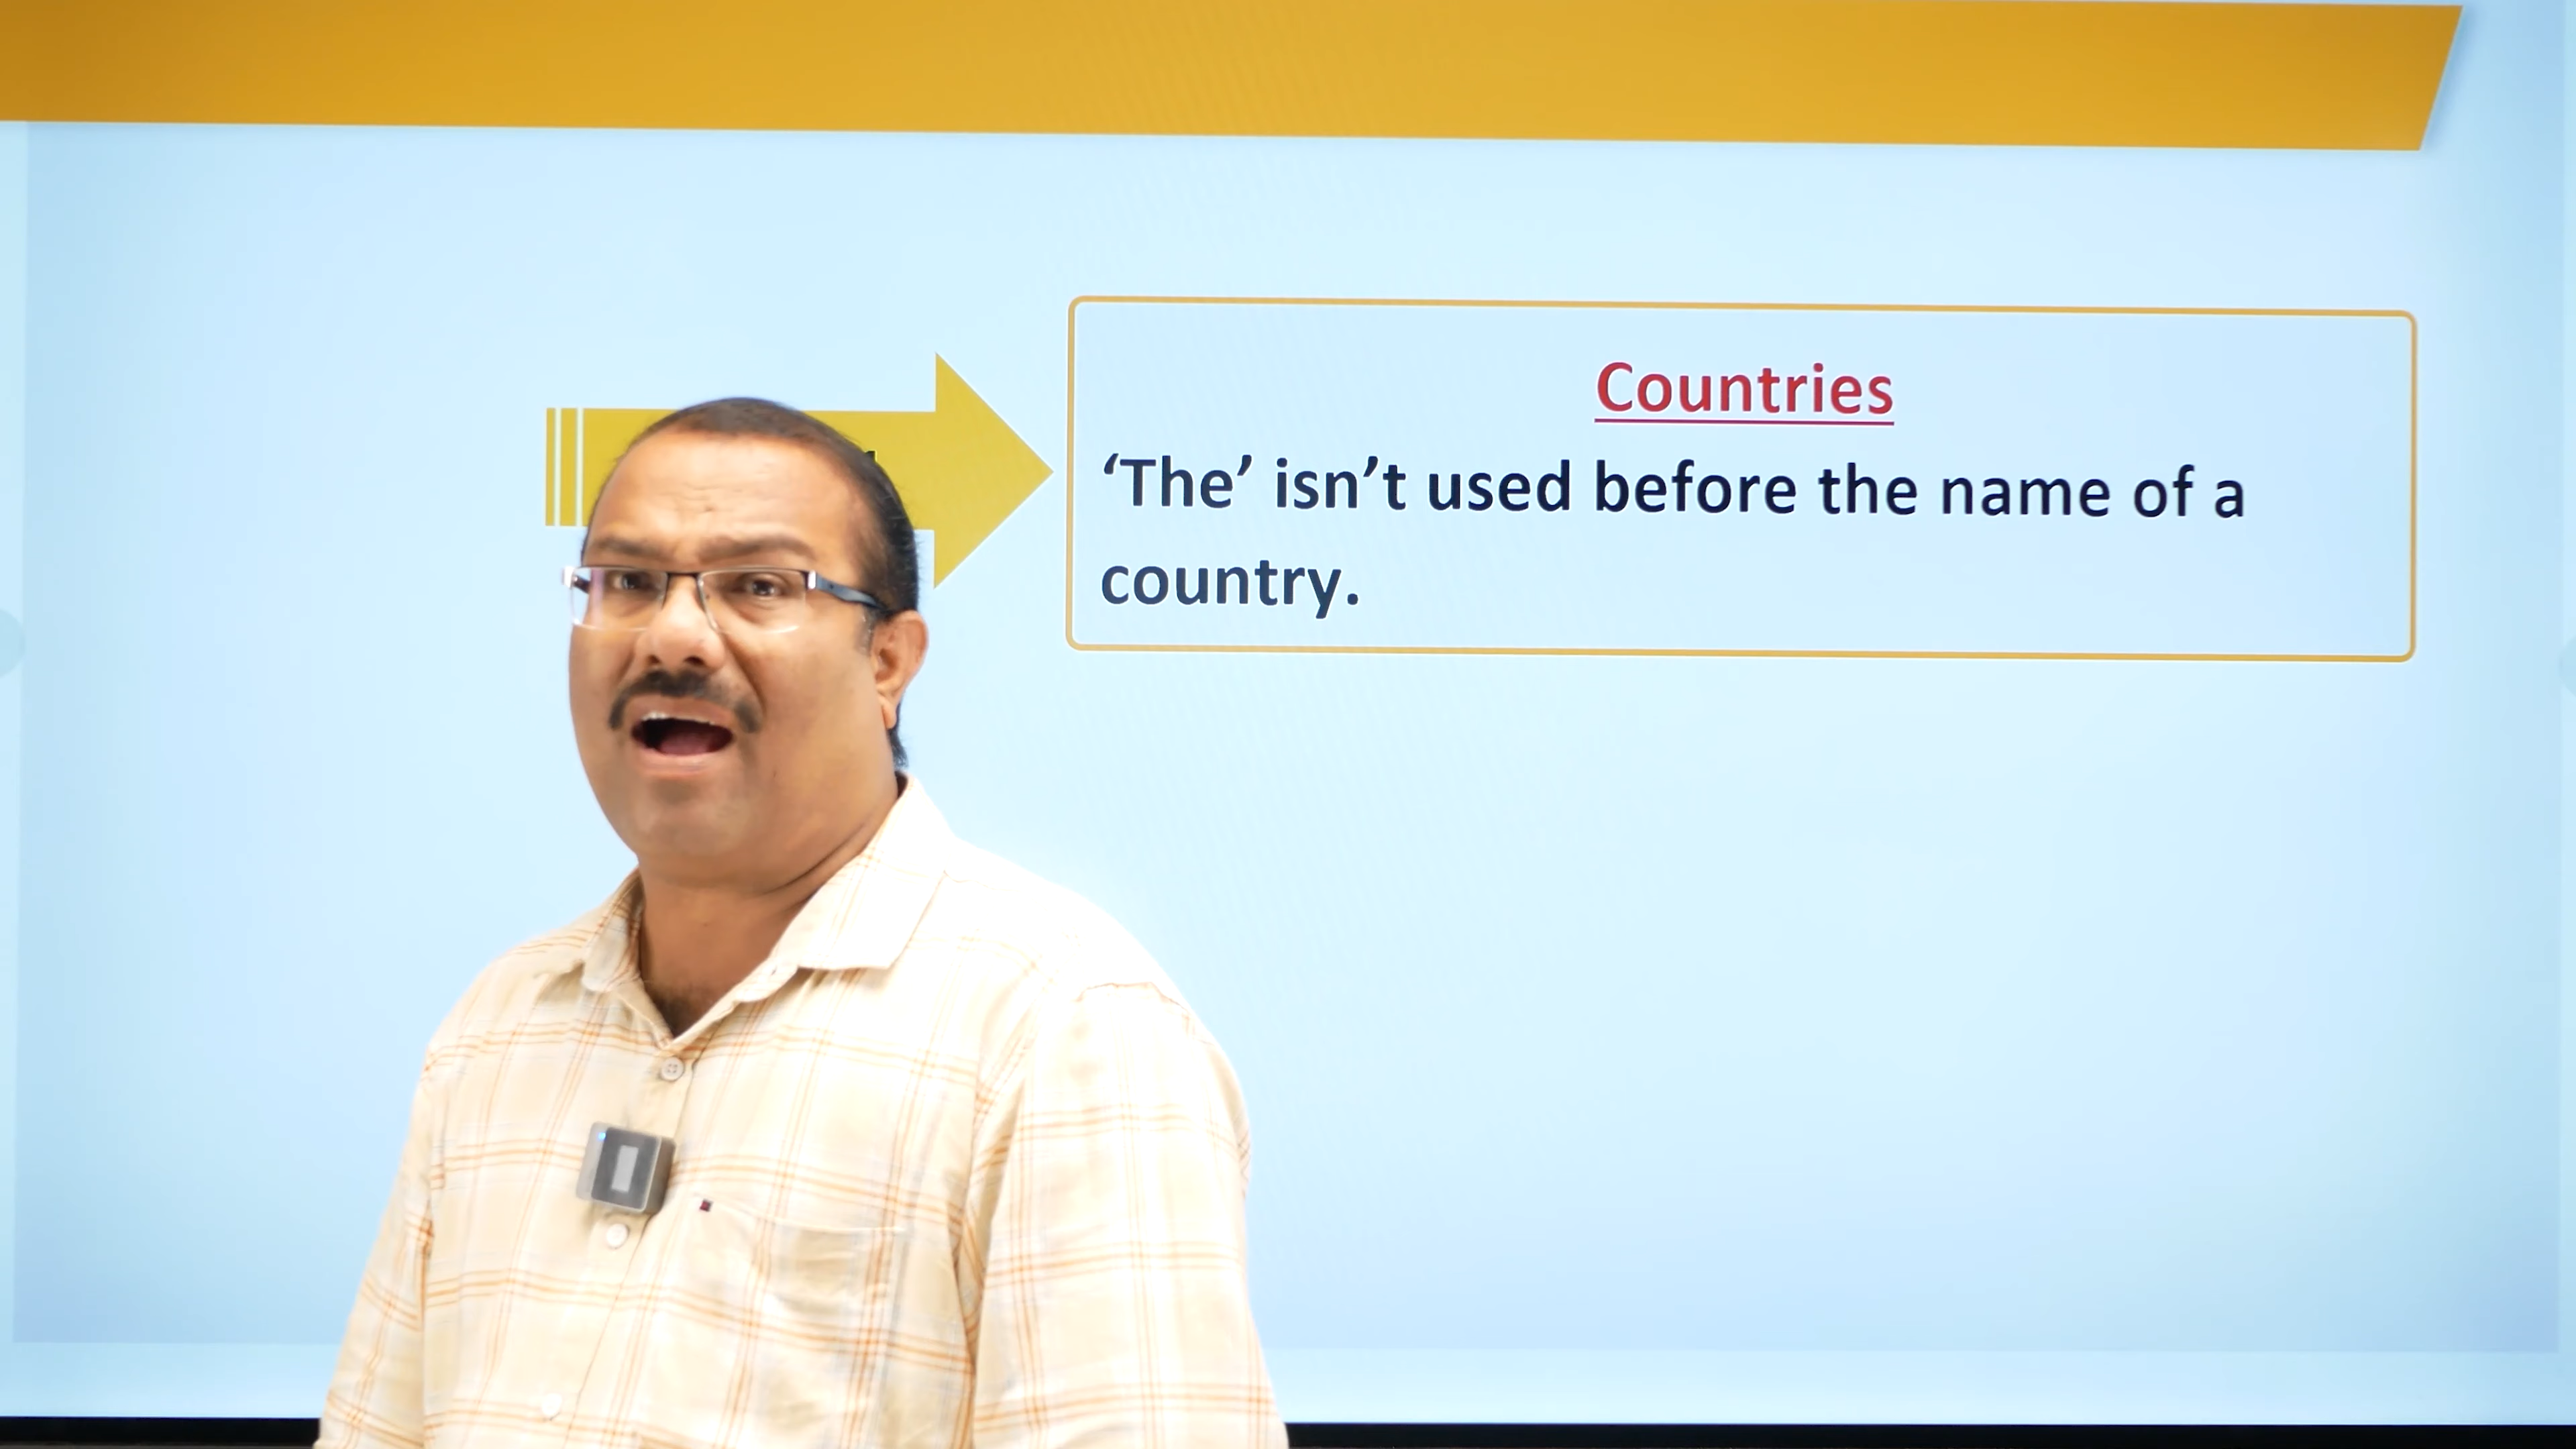 Countries
‘The’ isn’t used before the name of a
country.